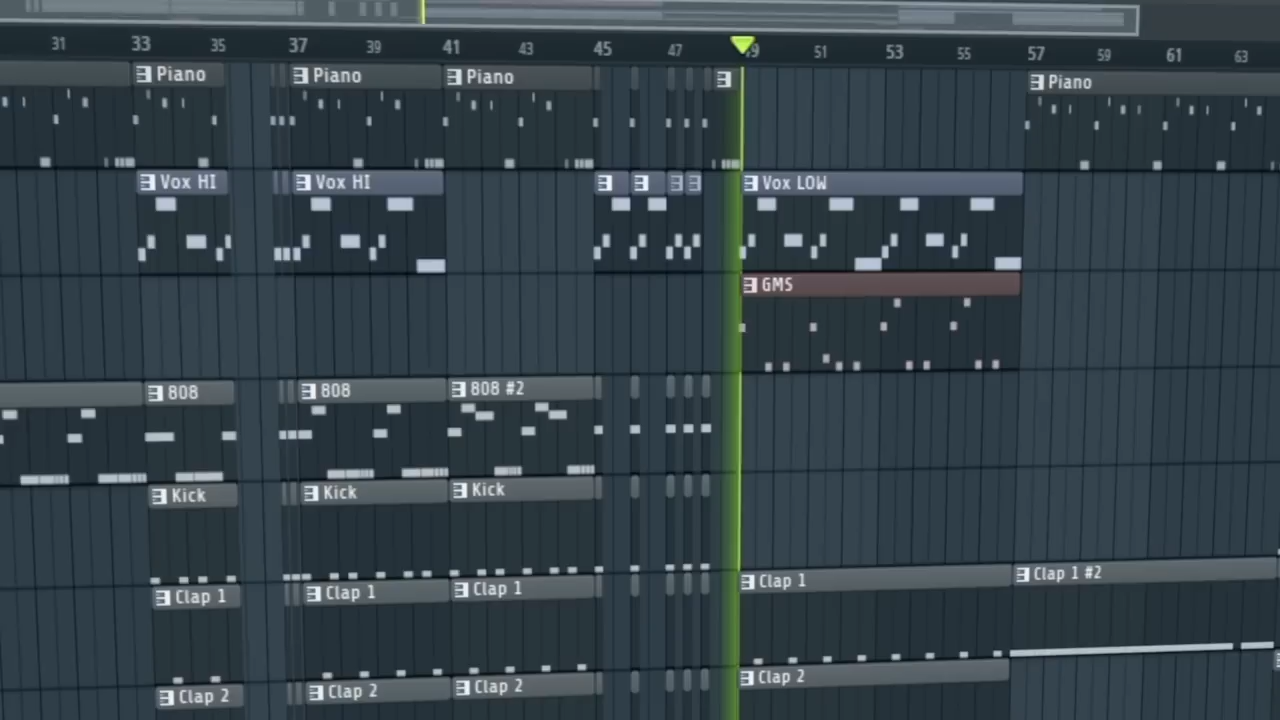 31 33 35 37 39 41 43 45 47 49 51 53 55 57 59 61 63
Piano Piano Piano Piano
Vox HI Vox HI Vox LOW
GMS
808 808 808 #2
Kick Kick Kick
Clap 1 Clap 1 Clap 1 Clap 1 Clap 1 #2
Clap 2 Clap 2 Clap 2 Clap 2